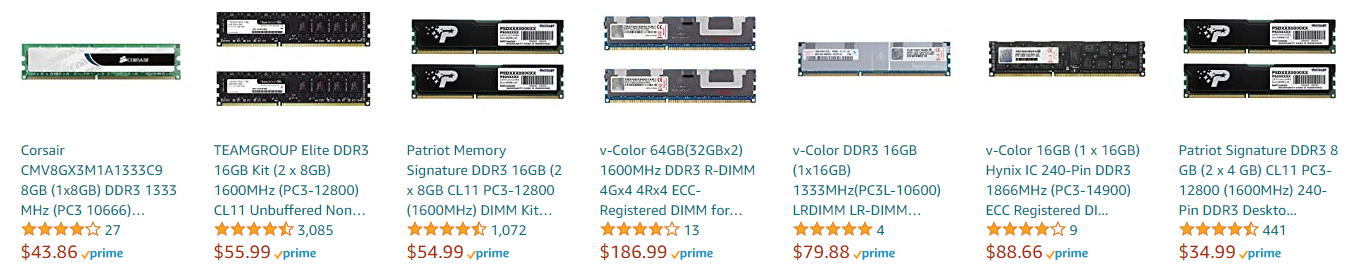 CORSAIR
Corsair
CMV8GX3M1A1333C9
8GB (1x8GB) DDR3 1333
MHz (PC3 10666)...
27
$43.86 prime
TEAMGROUP Elite DDR3
16GB Kit (2 x 8GB)
1600MHz (PC3-12800)
CL11 Unbuffered Non...
3,085
$55.99 prime
Patriot Memory
Signature DDR3 16GB (2
x 8GB CL11 PC3-12800
(1600MHz) DIMM Kit...
1,072
$54.99 prime
v-Color 64GB(32GBx2)
1600MHz DDR3 R-DIMM
4Gx4 4Rx4 ECC-
Registered DIMM for...
13
$186.99 prime
v-Color DDR3 16GB
(1x16GB)
1333MHz(PC3L-10600)
LRDIMM LR-DIMM...
4
$79.88 prime
v-Color 16GB (1 x 16GB)
Hynix IC 240-Pin DDR3
1866MHz (PC3-14900)
ECC Registered DI...
9
$88.66 prime
Patriot Signature DDR3 8
GB (2 x 4 GB) CL11 PC3-
12800 (1600MHz) 240-
Pin DDR3 Deskto...
441
$34.99 prime